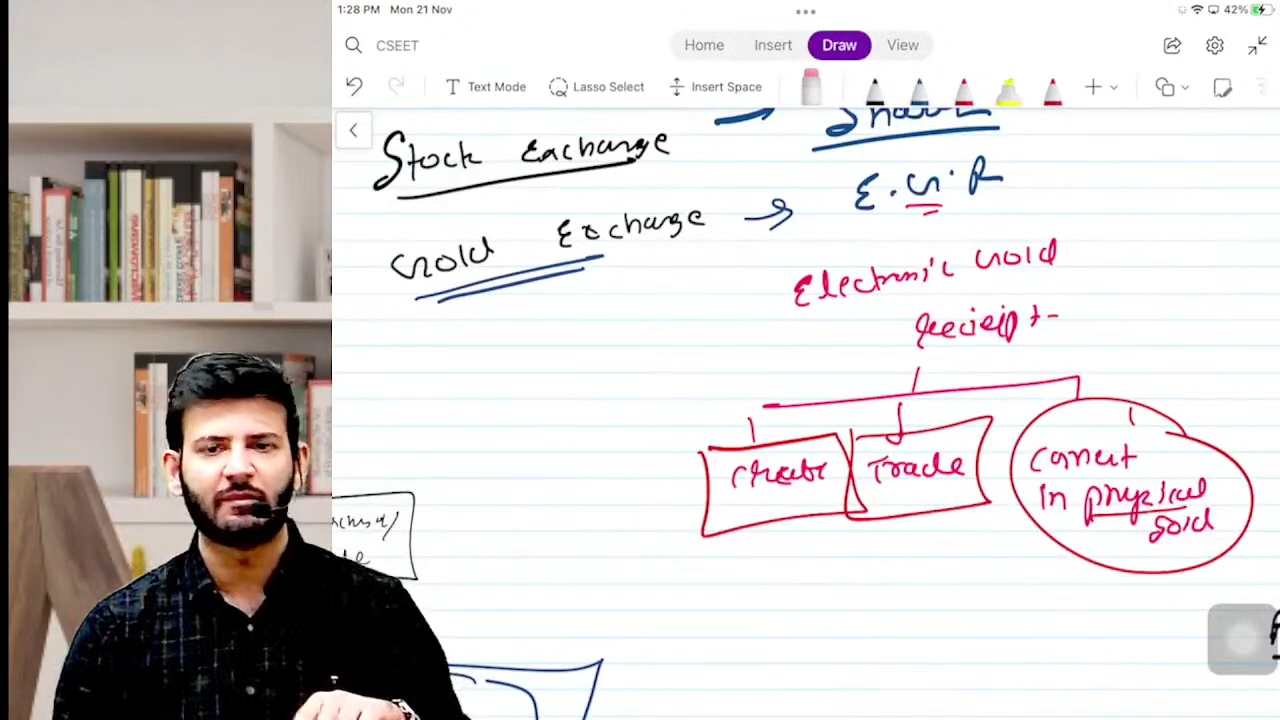 1:28 PM Mon 21 Nov
42%
CSEET
Home Insert Draw View
Text Mode Lasso Select Insert Space
Stock Exchange
E.G.R
Gold Exchange
Electronic Gold
Receipt
Create Trade Convert
in physical
gold